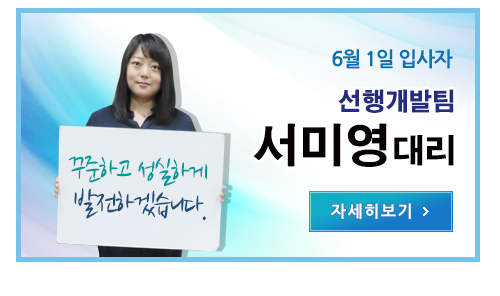 6월 1일 입사자
선행개발팀
서미영대리
꾸준하고 성실하게
발전하겠습니다.
자세히보기 >